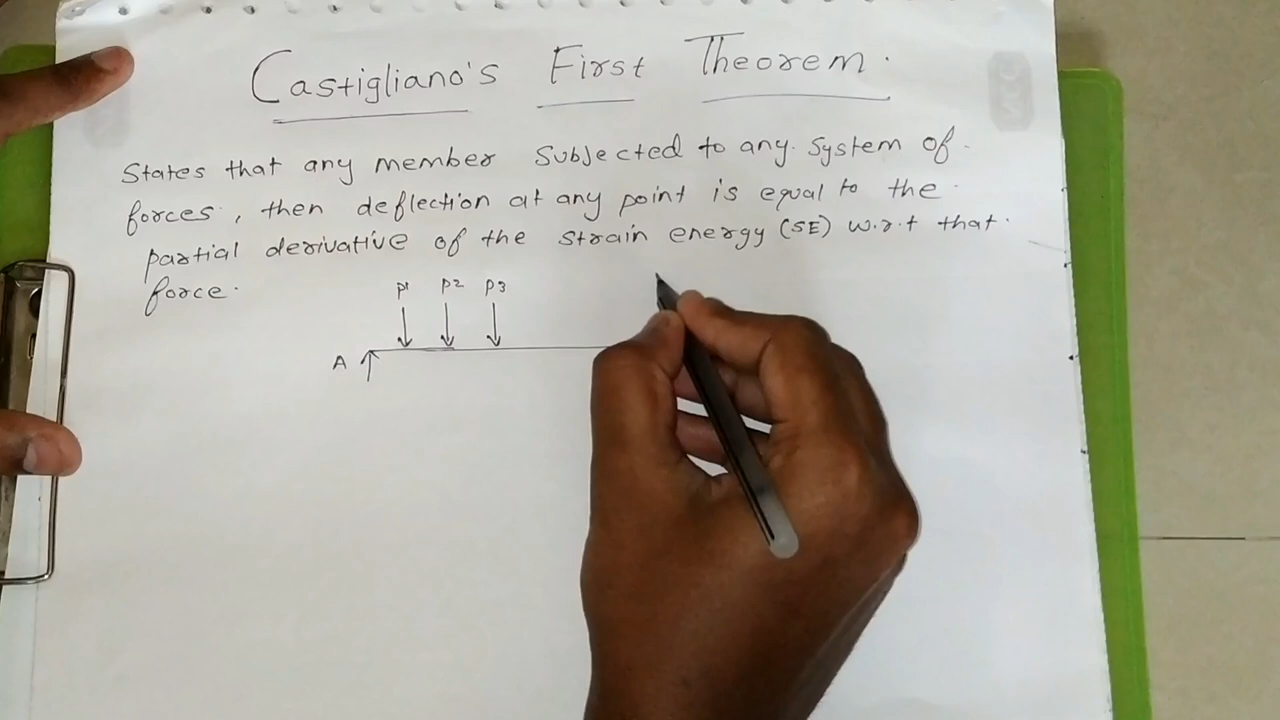 Castigliano's First Theorem.
States that any member Subjected to any. System of.
forces, then deflection at any point is equal to the.
partial derivative of the strain energy (SE) w.r.t that.
force.
P1 P2 P3
A